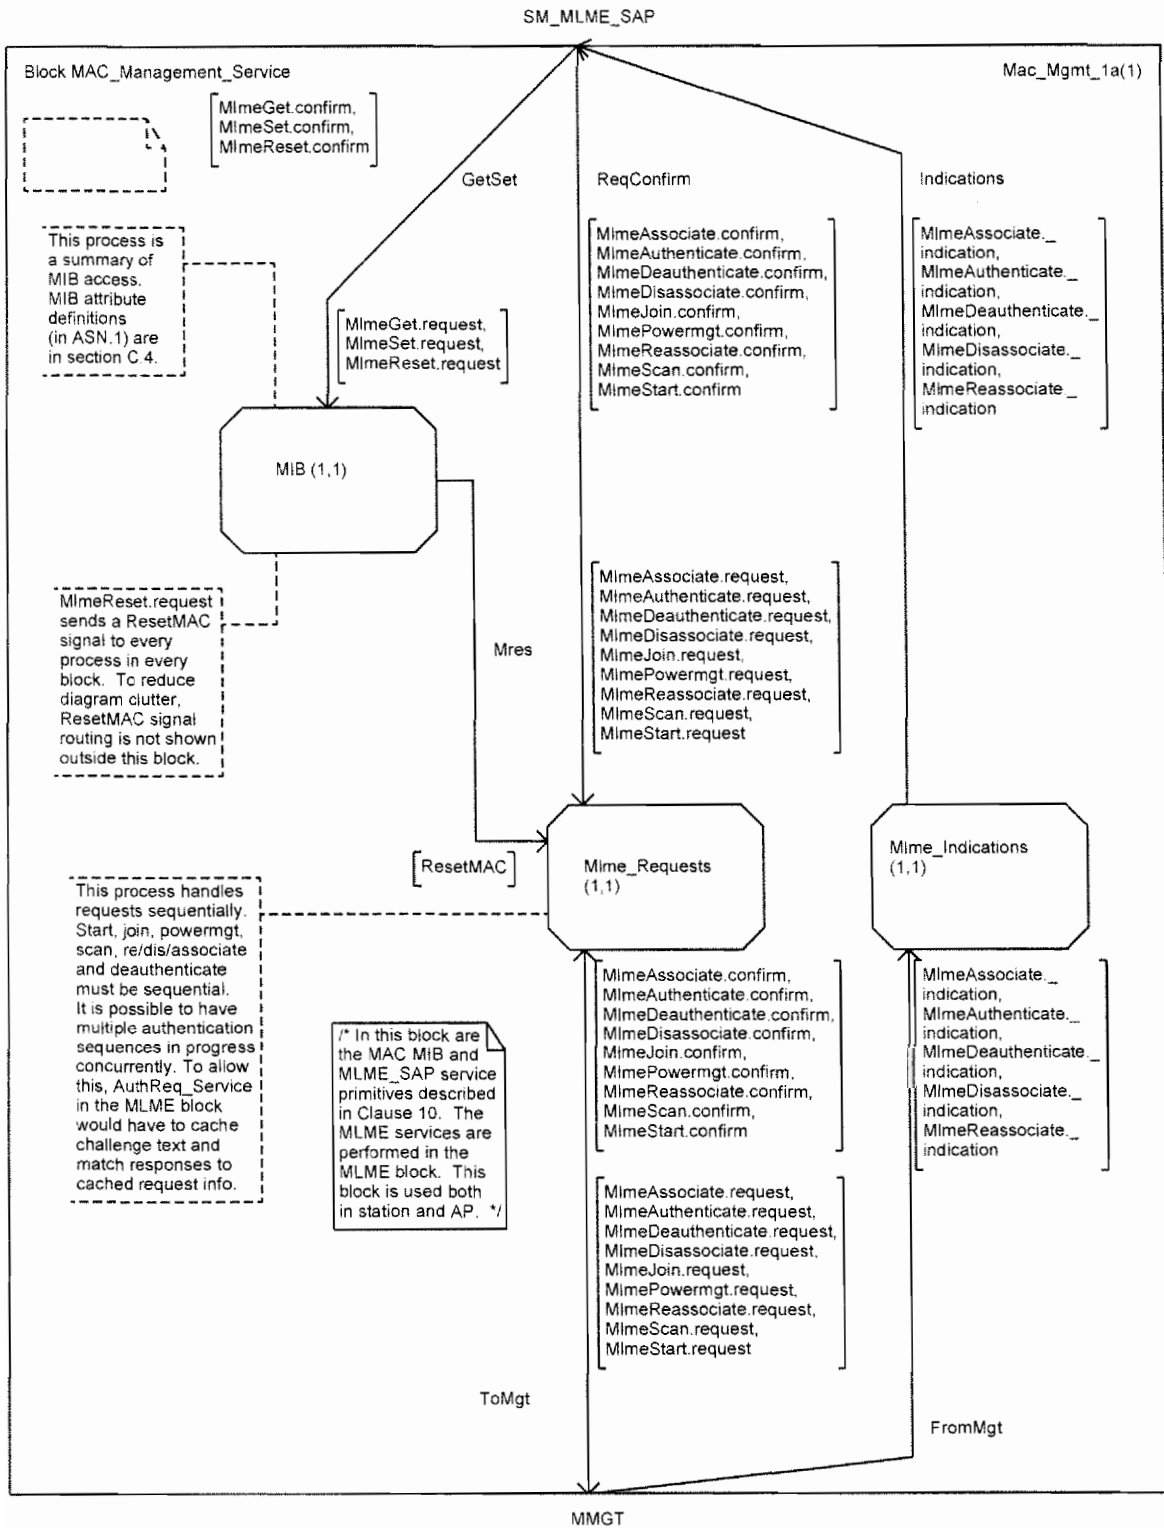 SM_MLME_SAP
Block MAC_Management_Service
Mac_Mgmt_1a(1)
MlmeGet.confirm,
MlmeSet.confirm,
MlmeReset.confirm
GetSet
ReqConfirm
Indications
This process is
a summary of
MIB access.
MIB attribute
definitions
(in ASN.1) are
in section C.4.
MlmeGet.request,
MlmeSet.request,
MlmeReset.request
MlmeAssociate.confirm,
MlmeAuthenticate.confirm,
MlmeDeauthenticate.confirm,
MlmeDisassociate.confirm,
MlmeJoin.confirm,
MlmePowermgt.confirm,
MlmeReassociate.confirm,
MlmeScan.confirm,
MlmeStart.confirm
MlmeAssociate._
indication,
MlmeAuthenticate._
indication,
MlmeDeauthenticate._
indication,
MlmeDisassociate._
indication,
MlmeReassociate._
indication
MIB (1,1)
MlmeReset.request
sends a ResetMAC
signal to every
process in every
block. To reduce
diagram clutter,
ResetMAC signal
routing is not shown
outside this block.
Mres
MlmeAssociate.request,
MlmeAuthenticate.request,
MlmeDeauthenticate.request,
MlmeDisassociate.request,
MlmeJoin.request,
MlmePowermgt.request,
MlmeReassociate.request,
MlmeScan.request,
MlmeStart.request
[ResetMAC]
Mlme_Requests
(1,1)
Mlme_Indications
(1,1)
This process handles
requests sequentially.
Start, join, powermgt,
scan, re/dis/associate
and deauthenticate
must be sequential.
It is possible to have
multiple authentication
sequences in progress
concurrently. To allow
this, AuthReq_Service
in the MLME block
would have to cache
challenge text and
match responses to
cached request info.
/* In this block are
the MAC MIB and
MLME_SAP service
primitives described
in Clause 10. The
MLME services are
performed in the
MLME block. This
block is used both
in station and AP. */
MlmeAssociate.confirm,
MlmeAuthenticate.confirm,
MlmeDeauthenticate.confirm,
MlmeDisassociate.confirm,
MlmeJoin.confirm,
MlmePowermgt.confirm,
MlmeReassociate.confirm,
MlmeScan.confirm,
MlmeStart.confirm
MlmeAssociate._
indication,
MlmeAuthenticate._
indication,
MlmeDeauthenticate._
indication,
MlmeDisassociate._
indication,
MlmeReassociate._
indication
MlmeAssociate.request,
MlmeAuthenticate.request,
MlmeDeauthenticate.request,
MlmeDisassociate.request,
MlmeJoin.request,
MlmePowermgt.request,
MlmeReassociate.request,
MlmeScan.request,
MlmeStart.request
ToMgt
FromMgt
MMGT